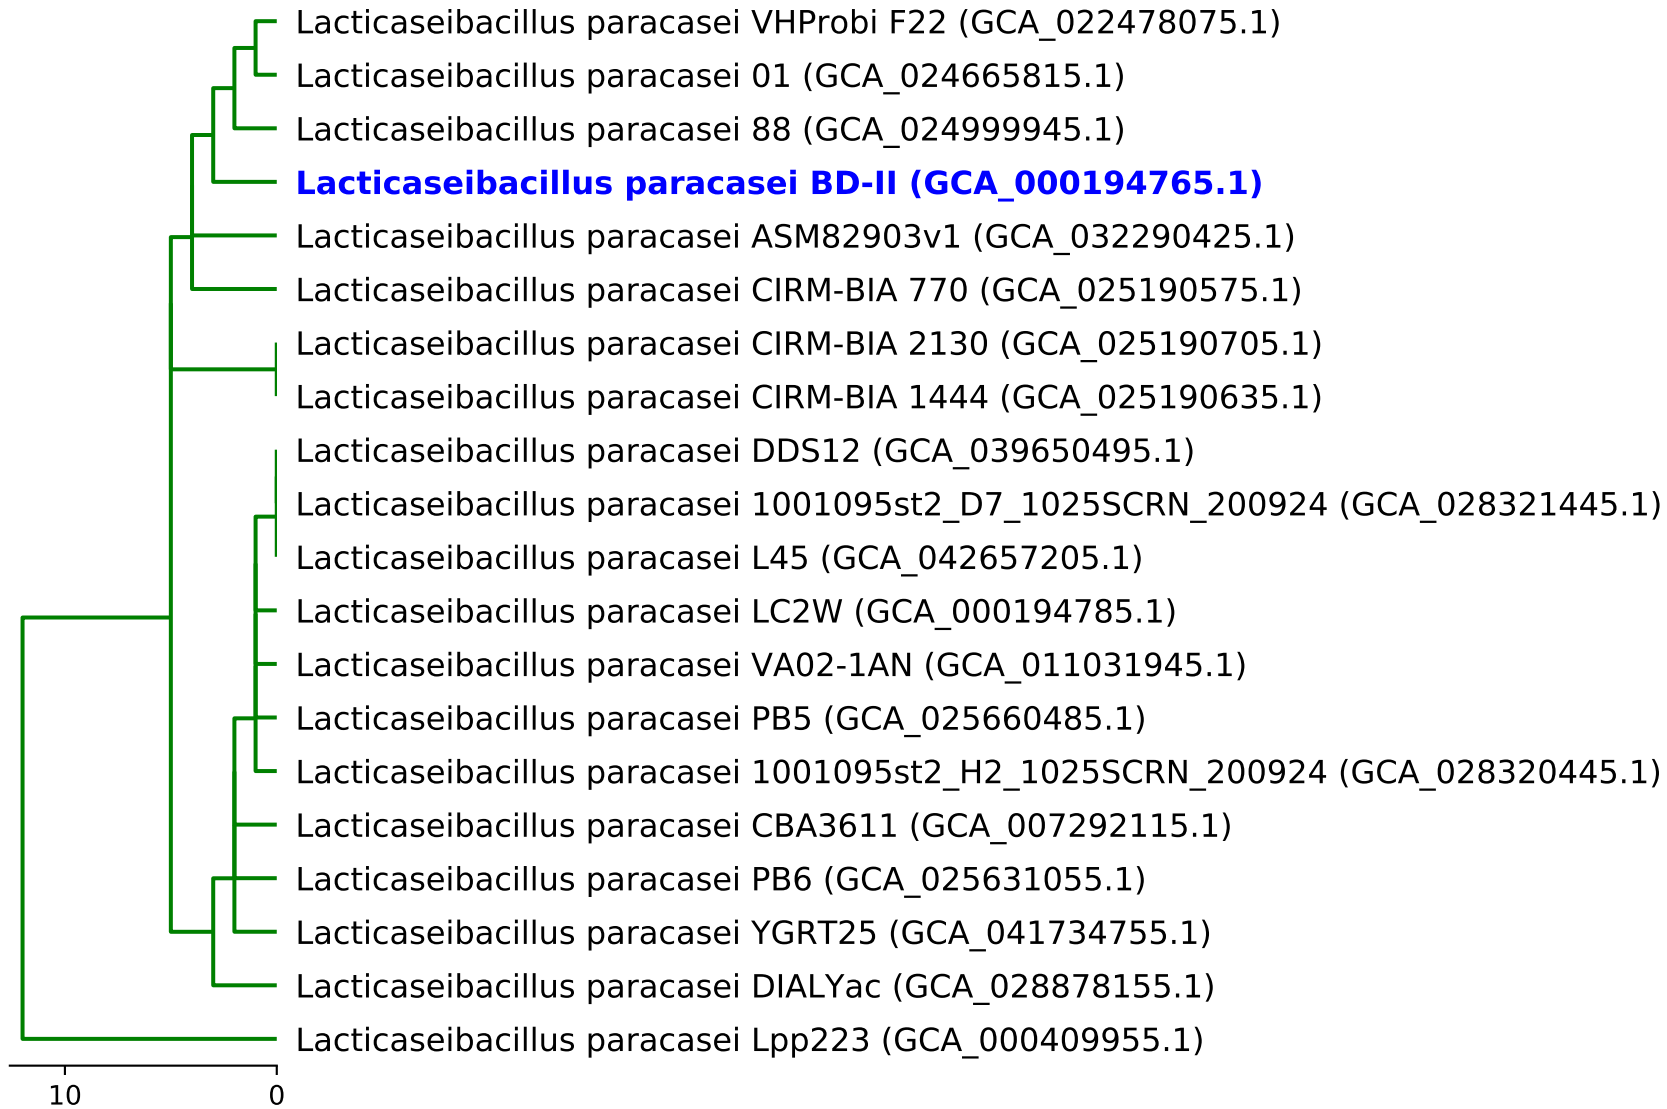 Lacticaseibacillus paracasei VHProbi F22 (GCA_022478075.1)
Lacticaseibacillus paracasei 01 (GCA_024665815.1)
Lacticaseibacillus paracasei 88 (GCA_024999945.1)
Lacticaseibacillus paracasei BD-II (GCA_000194765.1)
Lacticaseibacillus paracasei ASM82903v1 (GCA_032290425.1)
Lacticaseibacillus paracasei CIRM-BIA 770 (GCA_025190575.1)
Lacticaseibacillus paracasei CIRM-BIA 2130 (GCA_025190705.1)
Lacticaseibacillus paracasei CIRM-BIA 1444 (GCA_025190635.1)
Lacticaseibacillus paracasei DDS12 (GCA_039650495.1)
Lacticaseibacillus paracasei 1001095st2_D7_1025SCRN_200924 (GCA_028321445.1)
Lacticaseibacillus paracasei L45 (GCA_042657205.1)
Lacticaseibacillus paracasei LC2W (GCA_000194785.1)
Lacticaseibacillus paracasei VA02-1AN (GCA_011031945.1)
Lacticaseibacillus paracasei PB5 (GCA_025660485.1)
Lacticaseibacillus paracasei 1001095st2_H2_1025SCRN_200924 (GCA_028320445.1)
Lacticaseibacillus paracasei CBA3611 (GCA_007292115.1)
Lacticaseibacillus paracasei PB6 (GCA_025631055.1)
Lacticaseibacillus paracasei YGRT25 (GCA_041734755.1)
Lacticaseibacillus paracasei DIALYac (GCA_028878155.1)
Lacticaseibacillus paracasei Lpp223 (GCA_000409955.1)
10 0